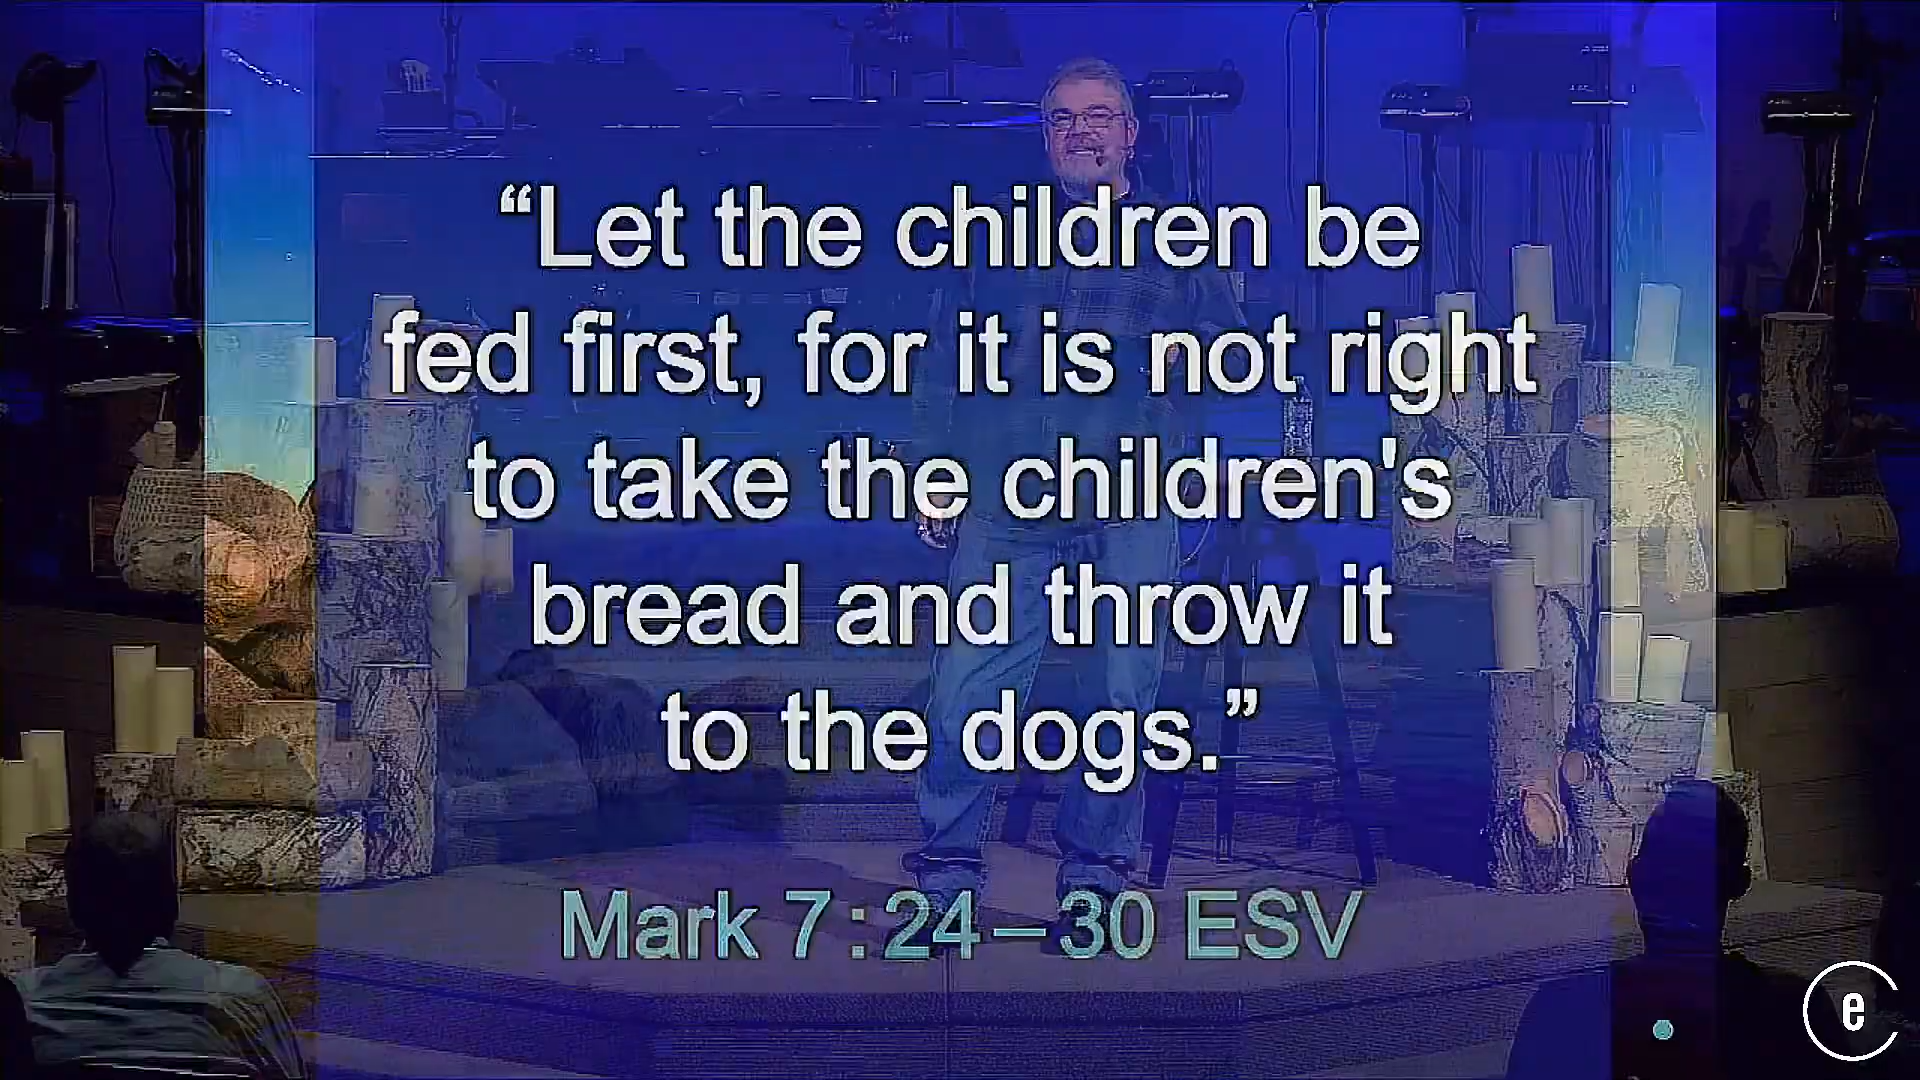 “Let the children be
fed first, for it is not right
to take the children's
bread and throw it
to the dogs.”
Mark 7:24–30 ESV
e